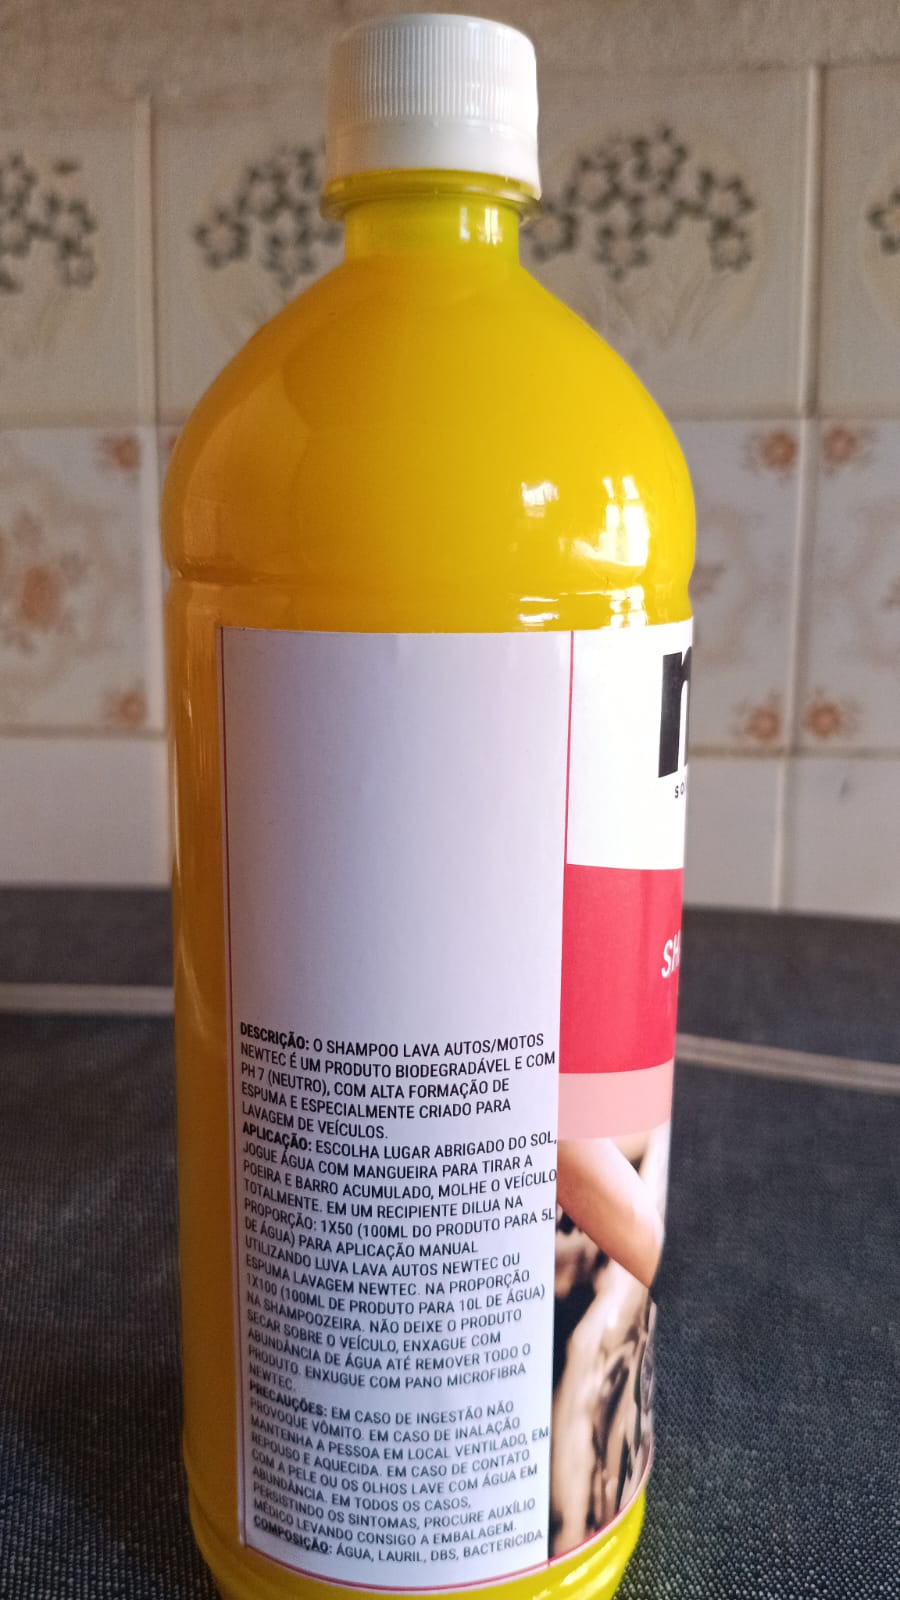 DESCRIÇÃO: O SHAMPOO LAVA AUTOS/MOTOS
NEWTEC É UM PRODUTO BIODEGRADÁVEL E COM
PH 7 (NEUTRO), COM ALTA FORMAÇÃO DE
ESPUMA E ESPECIALMENTE CRIADO PARA
LAVAGEM DE VEÍCULOS.
APLICAÇÃO: ESCOLHA LUGAR ABRIGADO DO SOL,
JOGUE ÁGUA COM MANGUEIRA PARA TIRAR A
POEIRA E BARRO ACUMULADO, MOLHE O VEÍCULO
TOTALMENTE. EM UM RECIPIENTE DILUA NA
PROPORÇÃO: 1X50 (100ML DO PRODUTO PARA 5L
DE ÁGUA) PARA APLICAÇÃO MANUAL
UTILIZANDO LUVA LAVA AUTOS NEWTEC OU
ESPUMA LAVAGEM NEWTEC. NA PROPORÇÃO
1X100 (100ML DE PRODUTO PARA 10L DE ÁGUA)
NA SHAMPOOZEIRA. NÃO DEIXE O PRODUTO
SECAR SOBRE O VEÍCULO, ENXAGUE COM
ABUNDÂNCIA DE ÁGUA ATÉ REMOVER TODO O
PRODUTO. ENXUGUE COM PANO MICROFIBRA
NEWTEC.
PRECAUÇÕES: EM CASO DE INGESTÃO NÃO
PROVOQUE VÔMITO. EM CASO DE INALAÇÃO
MANTENHA A PESSOA EM LOCAL VENTILADO, EM
REPOUSO E AQUECIDA. EM CASO DE CONTATO
COM A PELE OU OS OLHOS LAVE COM ÁGUA EM
ABUNDÂNCIA. EM TODOS OS CASOS,
PERSISTINDO OS SINTOMAS, PROCURE AUXÍLIO
MÉDICO LEVANDO CONSIGO A EMBALAGEM.
COMPOSIÇÃO: ÁGUA, LAURIL, DBS, BACTERICIDA
n
SO
SH